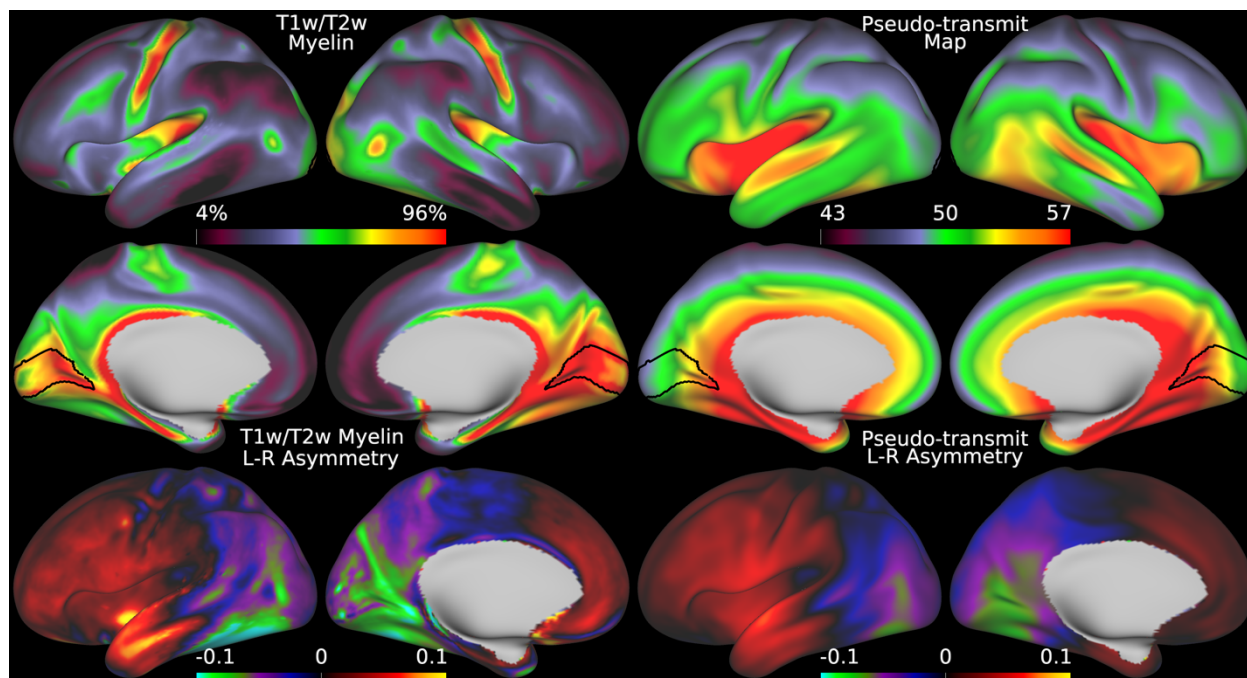 T1w/T2w
Myelin
Pseudo-transmit
Map
4% 96%
43 50 57
T1w/T2w Myelin
L-R Asymmetry
Pseudo-transmit
L-R Asymmetry
-0.1 0 0.1
-0.1 0 0.1